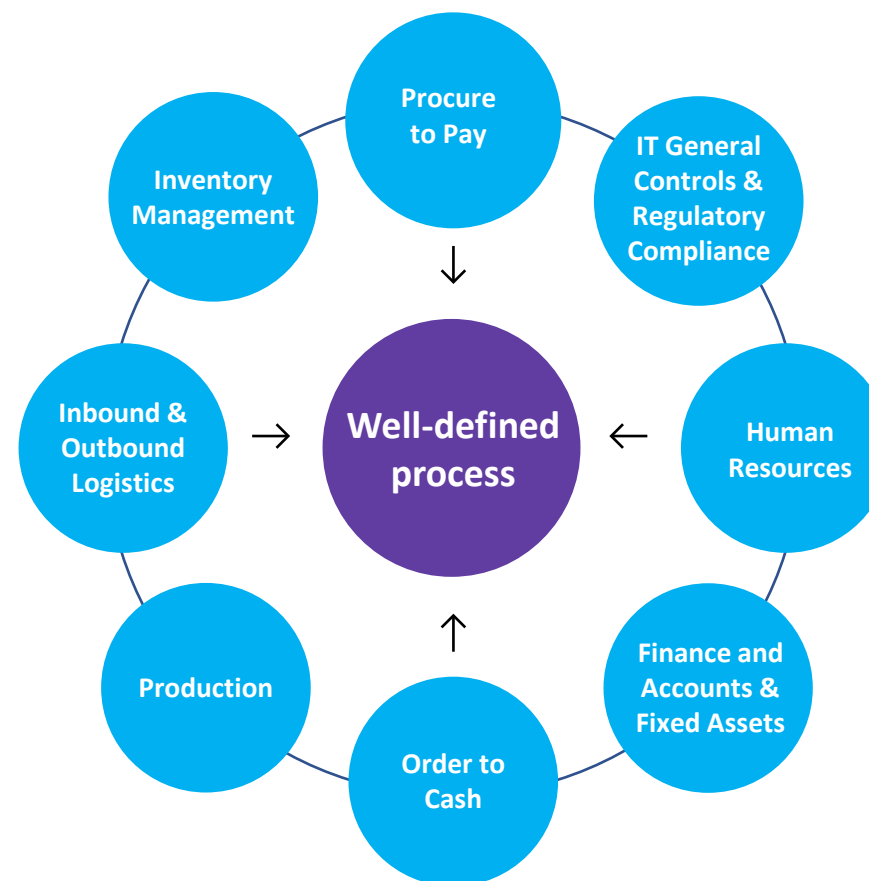 Procure
to Pay
IT General
Controls &
Regulatory
Compliance
Inventory
Management
Inbound &
Outbound
Logistics
Well-defined
process
Human
Resources
Production
Finance and
Accounts &
Fixed Assets
Order to
Cash